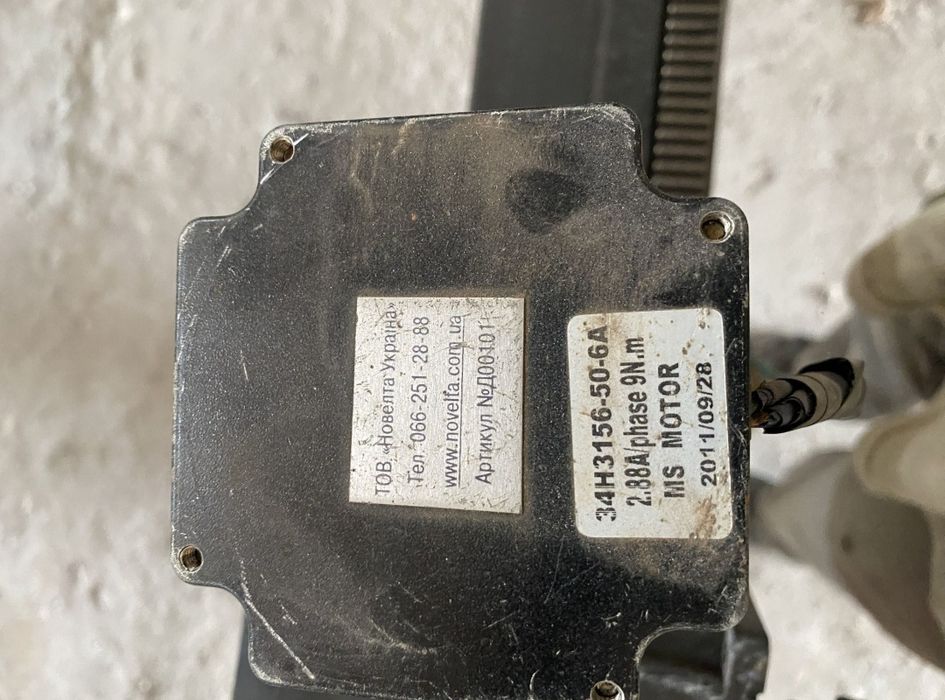 ТОВ «Новелта Україна»
Тел. 066-251-28-88
www.novelfa.com.ua
Артикул №Д00101
34H3156-50-6A
2.88A/phase 9N.m
MS MOTOR
2011/09/28